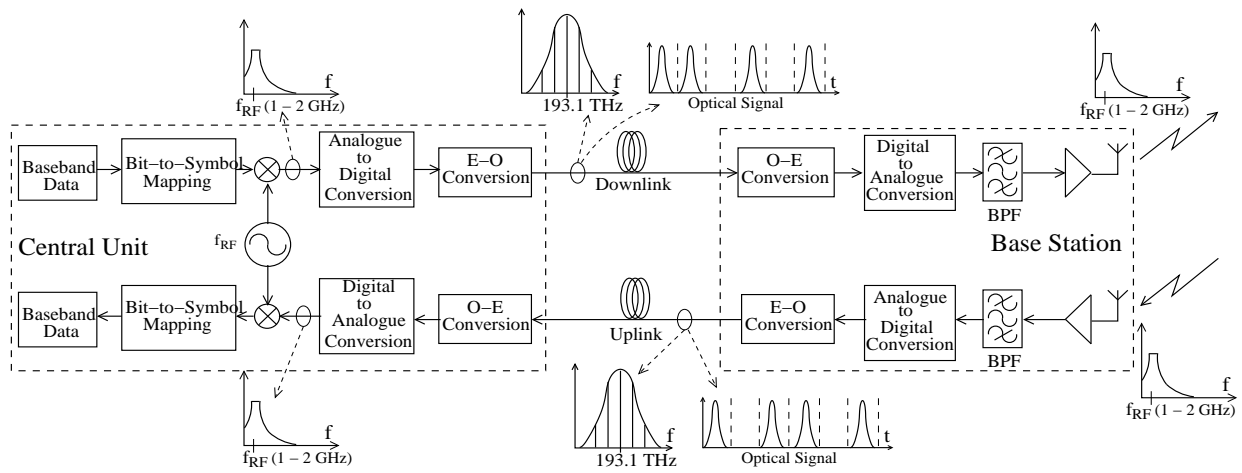 f
f_RF (1 – 2 GHz)
f
193.1 THz
t
Optical Signal
f
f_RF (1 – 2 GHz)
Baseband
Data
Bit–to–Symbol
Mapping
Analogue
to
Digital
Conversion
E–O
Conversion
Downlink
O–E
Conversion
Digital
to
Analogue
Conversion
BPF
Central Unit
f_RF
Base Station
Baseband
Data
Bit–to–Symbol
Mapping
Digital
to
Analogue
Conversion
O–E
Conversion
Uplink
E–O
Conversion
Analogue
to
Digital
Conversion
BPF
f
f_RF (1 – 2 GHz)
f
193.1 THz
t
Optical Signal
f
f_RF (1 – 2 GHz)